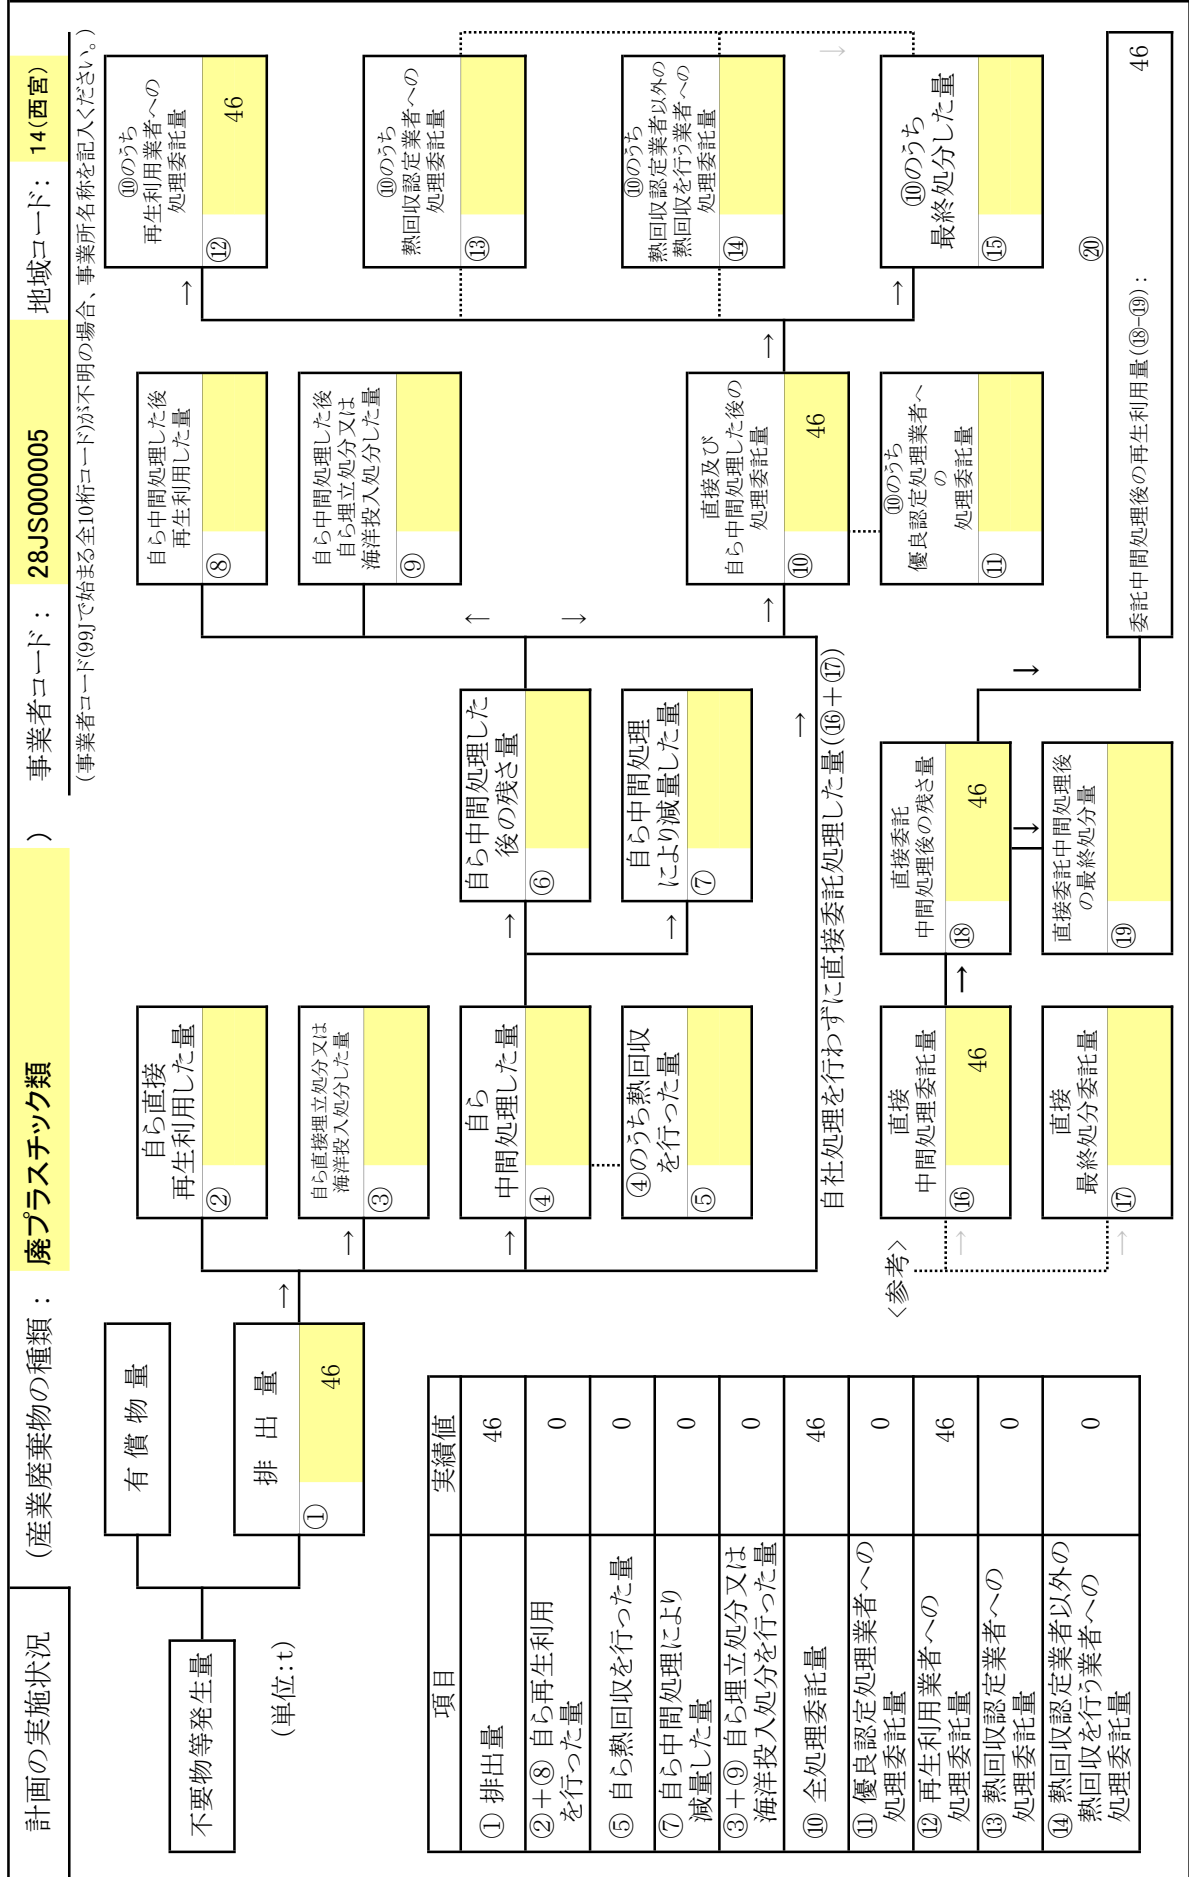 計画の実施状況
(産業廃棄物の種類： 廃プラスチック類 )
事業者コード： 28JS000005 地域コード： 14(西宮)
(事業者コード(99Jで始まる全10桁コード)が不明の場合、事業所名称を記入ください。)
不要物等発生量
(単位:t)
有 償 物 量
排 出 量
① 46
→
自ら直接
再生利用した量
②
→
自ら直接埋立処分又は
海洋投入処分した量
③
→
自ら
中間処理した量
④
④のうち熱回収
を行った量
⑤
→
自ら中間処理した
後の残さ量
⑥
→
自ら中間処理
により減量した量
⑦
自ら中間処理した後
再生利用した量
⑧
自ら中間処理した後
自ら埋立処分又は
海洋投入処分した量
⑨
↑
↓
→
自社処理を行わずに直接委託処理した量(⑯＋⑰)
→
直接及び
自ら中間処理した後の
処理委託量
⑩ 46
⑩のうち
優良認定処理業者へ
の
処理委託量
⑪
→
→
⑩のうち
再生利用業者への
処理委託量
⑫ 46
⑩のうち
熱回収認定業者への
処理委託量
⑬
⑩のうち
熱回収認定業者以外の
熱回収を行う業者への
処理委託量
⑭
↓
→
⑩のうち
最終処分した量
⑮
<参考>
→
直接
中間処理委託量
⑯ 46
→
直接
最終処分委託量
⑰
→
直接委託
中間処理後の残さ量
⑱ 46
↓
直接委託中間処理後
の最終処分量
⑲
↓
⑳
委託中間処理後の再生利用量(⑱-⑲)： 46
項目 実績値
① 排出量 46
②＋⑧ 自ら再生利用
を行った量 0
⑤ 自ら熱回収を行った量 0
⑦ 自ら中間処理により
減量した量 0
③＋⑨ 自ら埋立処分又は
海洋投入処分を行った量 0
⑩ 全処理委託量 46
⑪ 優良認定処理業者への
処理委託量 0
⑫ 再生利用業者への
処理委託量 46
⑬ 熱回収認定業者への
処理委託量 0
⑭ 熱回収認定業者以外の
熱回収を行う業者への
処理委託量 0